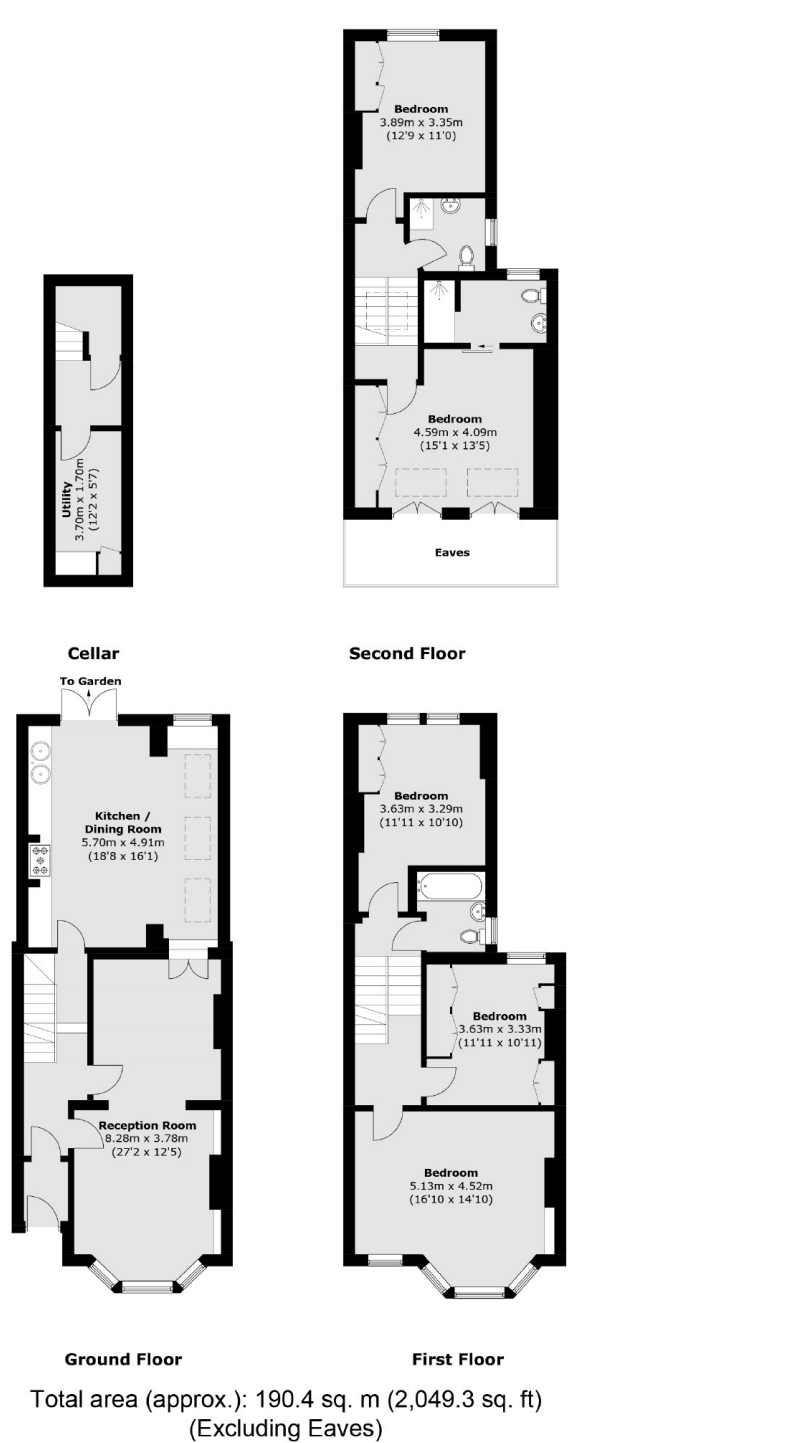 Bedroom
3.89m x 3.35m
(12'9 x 11'0)
Utility
3.70m x 1.70m
(12'2 x 5'7)
Bedroom
4.59m x 4.09m
(15'1 x 13'5)
Eaves
Cellar
Second Floor
To Garden
Kitchen /
Dining Room
5.70m x 4.91m
(18'8 x 16'1)
Bedroom
3.63m x 3.29m
(11'11 x 10'10)
Bedroom
3.63m x 3.33m
(11'11 x 10'11)
Reception Room
8.28m x 3.78m
(27'2 x 12'5)
Bedroom
5.13m x 4.52m
(16'10 x 14'10)
Ground Floor
First Floor
Total area (approx.): 190.4 sq. m (2,049.3 sq. ft)
(Excluding Eaves)